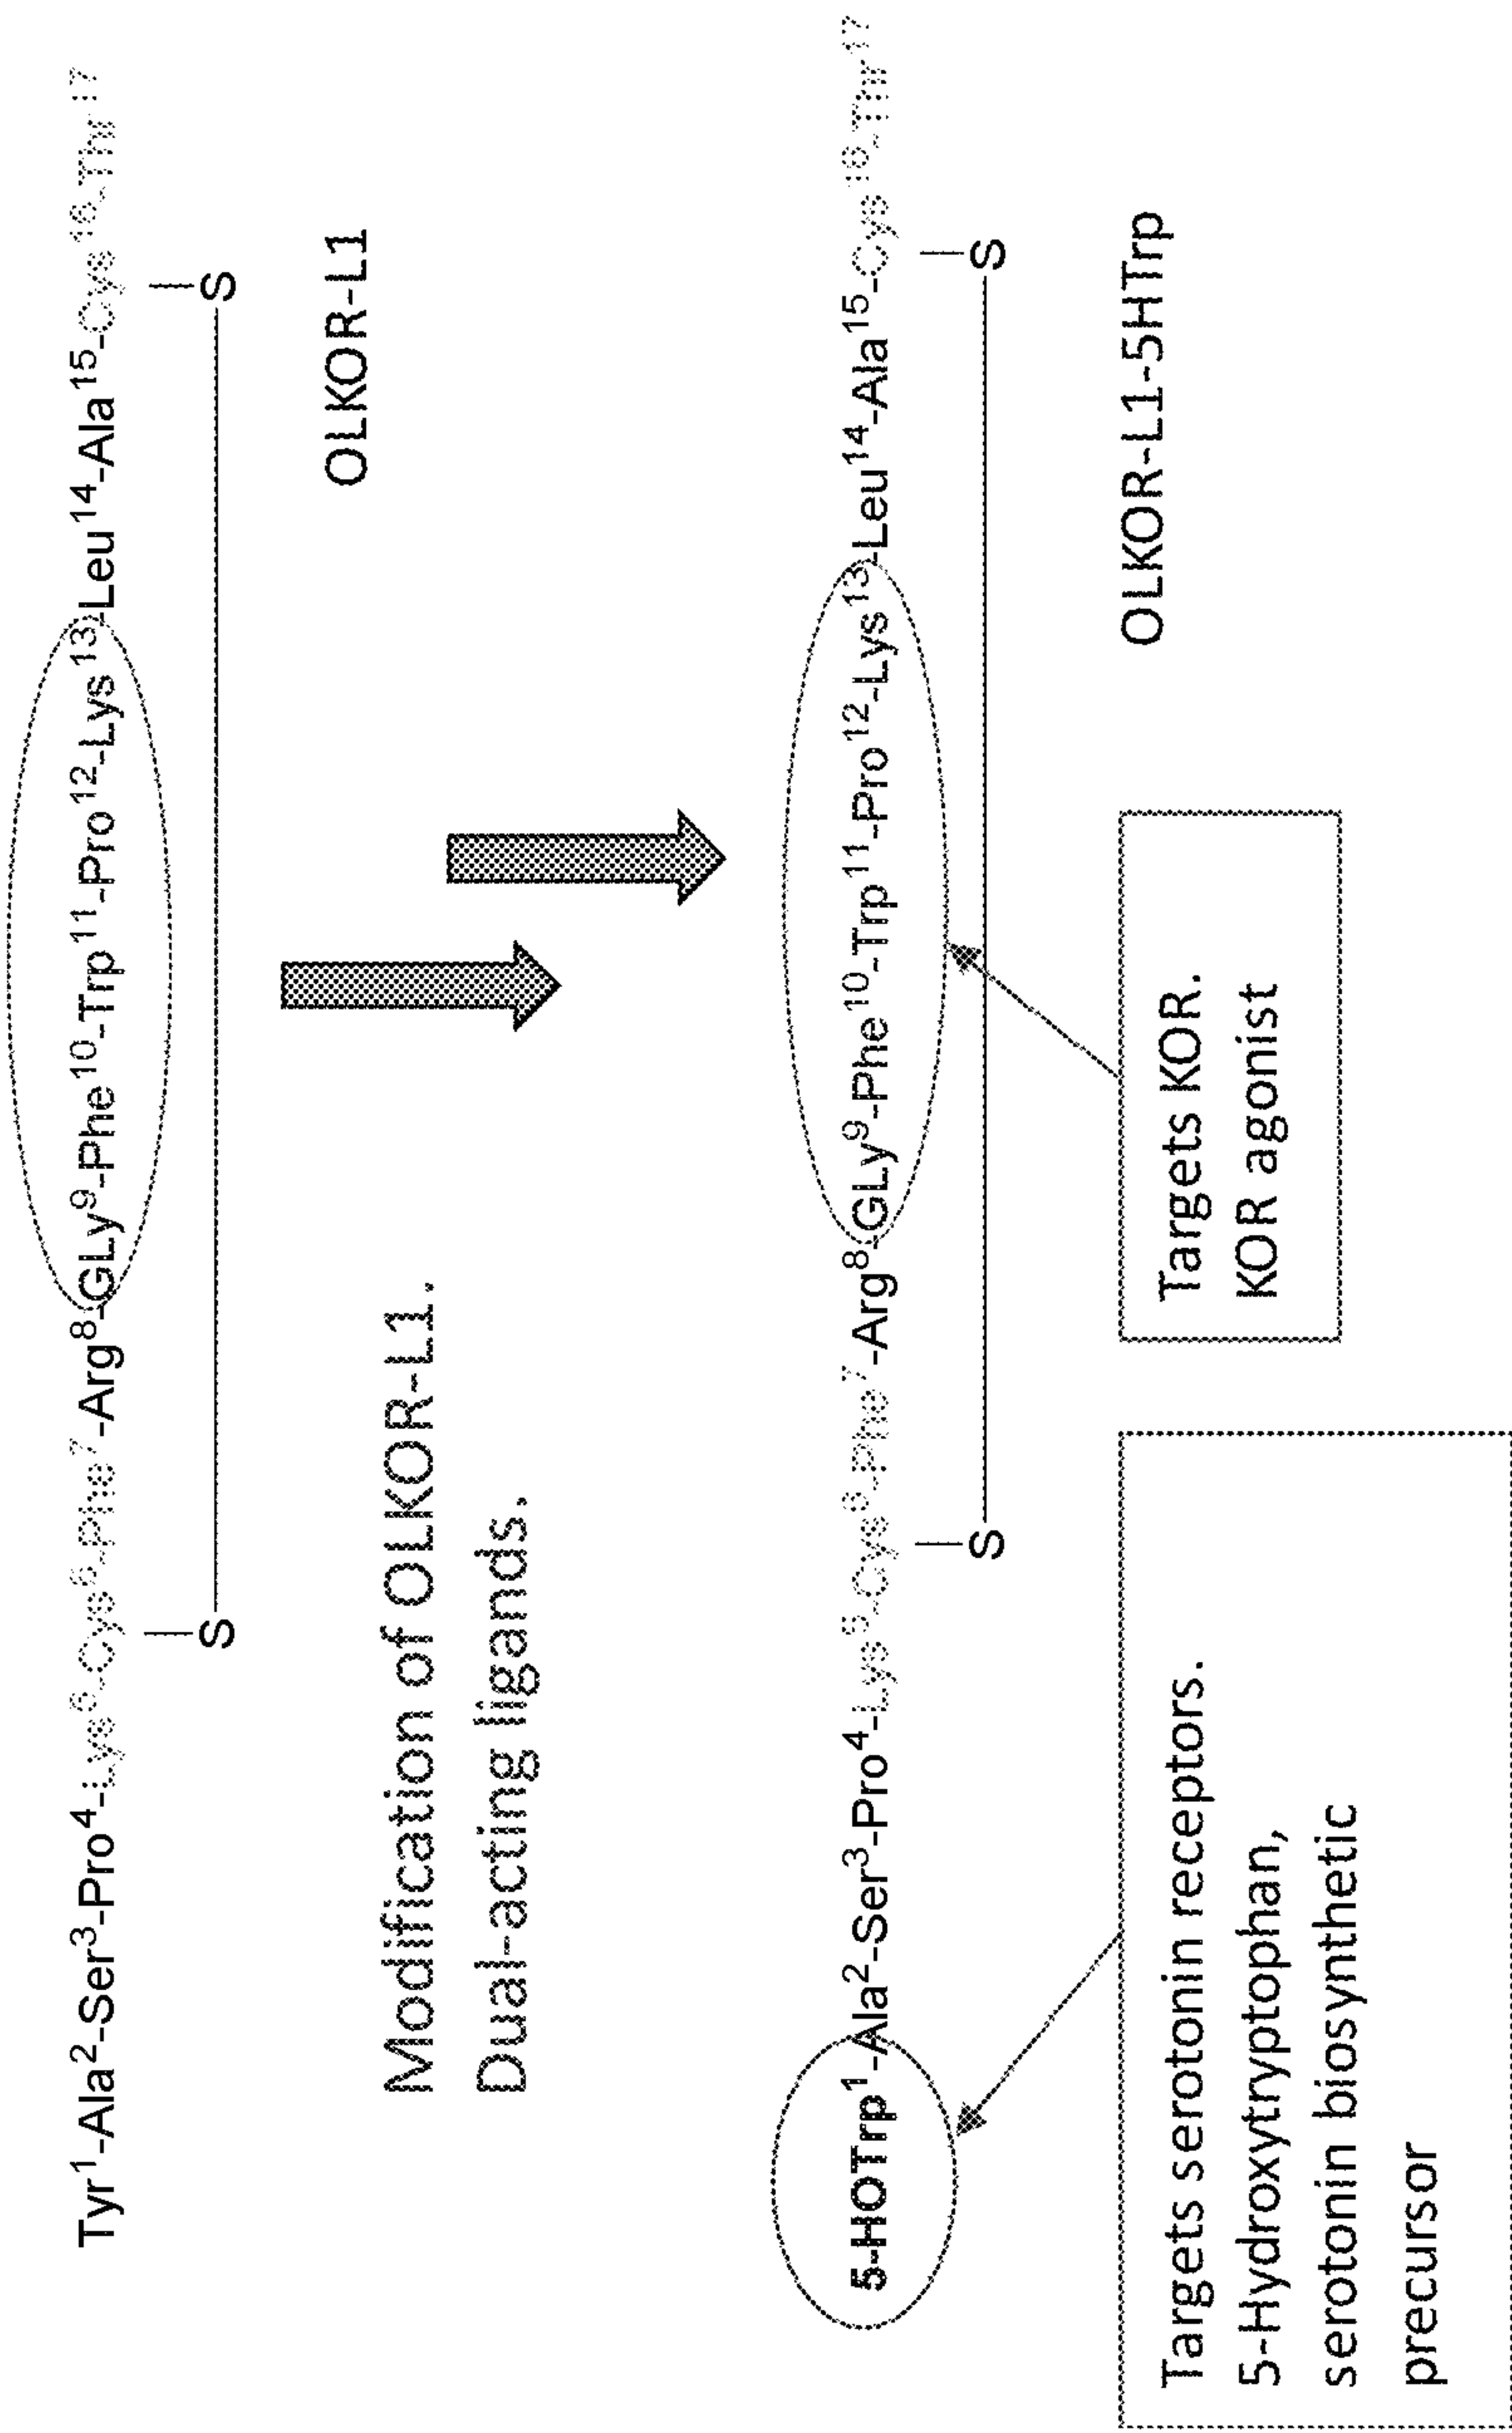 Tyr¹-Ala²-Ser³-Pro⁴-Lys⁵-Cys⁶-Phe⁷-Arg⁸-GLy⁹-Phe¹⁰-Trp¹¹-Pro¹²-Lys¹³-Leu¹⁴-Ala¹⁵-Cys¹⁶-Thr¹⁷
S S
OLKOR-L1
Modification of OLKOR-L1.
Dual-acting ligands.
5-HOTrp¹-Ala²-Ser³-Pro⁴-Lys⁵-Cys⁶-Phe⁷-Arg⁸-GLy⁹-Phe¹⁰-Trp¹¹-Pro¹²-Lys¹³-Leu¹⁴-Ala¹⁵-Cys¹⁶-Thr¹⁷
S S
OLKOR-L1-5HTrp
Targets serotonin receptors.
5-Hydroxytryptophan,
serotonin biosynthetic
precursor
Targets KOR.
KOR agonist